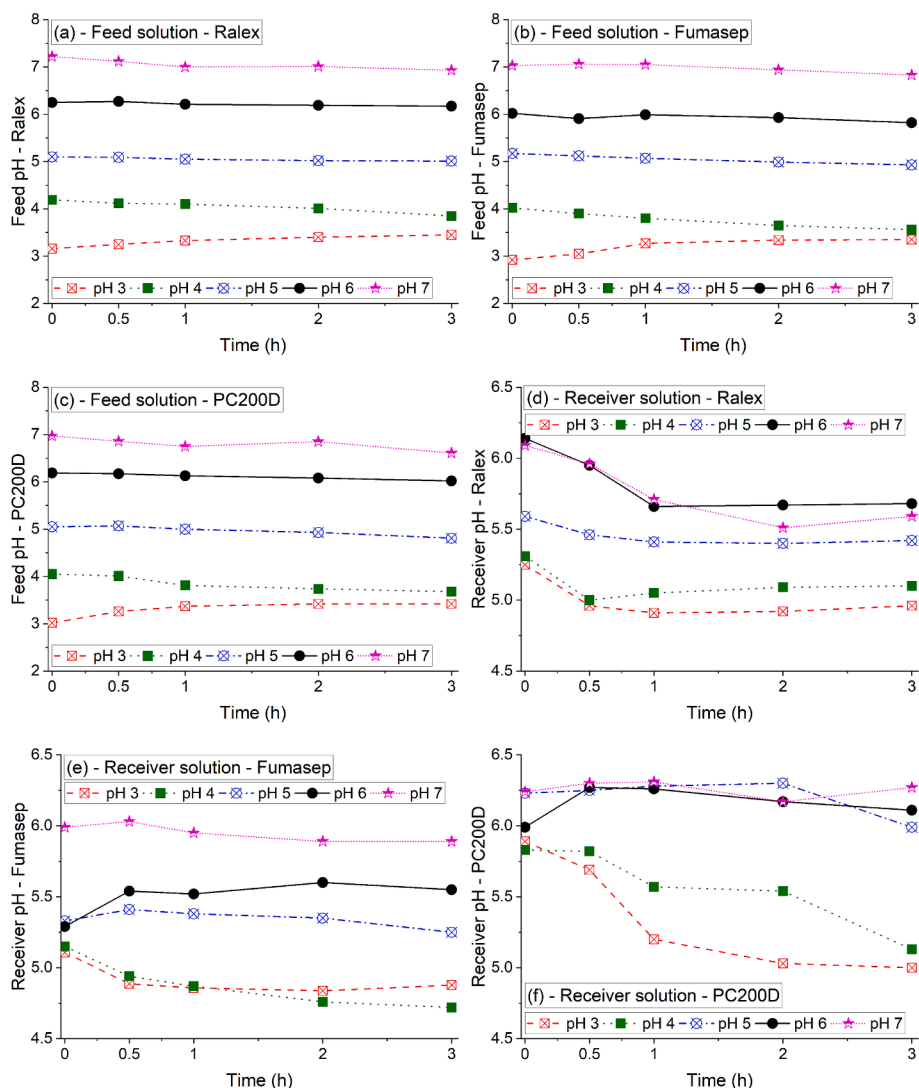 (a) - Feed solution - Ralex
Feed pH - Ralex
8
7
6
5
4
3
2
pH 3 pH 4 pH 5 pH 6 pH 7
0 0.5 1 2 3
Time (h)
(b) - Feed solution - Fumasep
Feed pH - Fumasep
8
7
6
5
4
3
2
pH 3 pH 4 pH 5 pH 6 pH 7
0 0.5 1 2 3
Time (h)
(c) - Feed solution - PC200D
Feed pH - PC200D
8
7
6
5
4
3
2
pH 3 pH 4 pH 5 pH 6 pH 7
0 0.5 1 2 3
Time (h)
(d) - Receiver solution - Ralex
pH 3 pH 4 pH 5 pH 6 pH 7
Receiver pH - Ralex
6.5
6.0
5.5
5.0
4.5
0 0.5 1 2 3
Time (h)
(e) - Receiver solution - Fumasep
pH 3 pH 4 pH 5 pH 6 pH 7
Receiver pH - Fumasep
6.5
6.0
5.5
5.0
4.5
0 0.5 1 2 3
Time (h)
Receiver pH - PC200D
6.5
6.0
5.5
5.0
4.5
(f) - Receiver solution - PC200D
pH 3 pH 4 pH 5 pH 6 pH 7
0 0.5 1 2 3
Time (h)